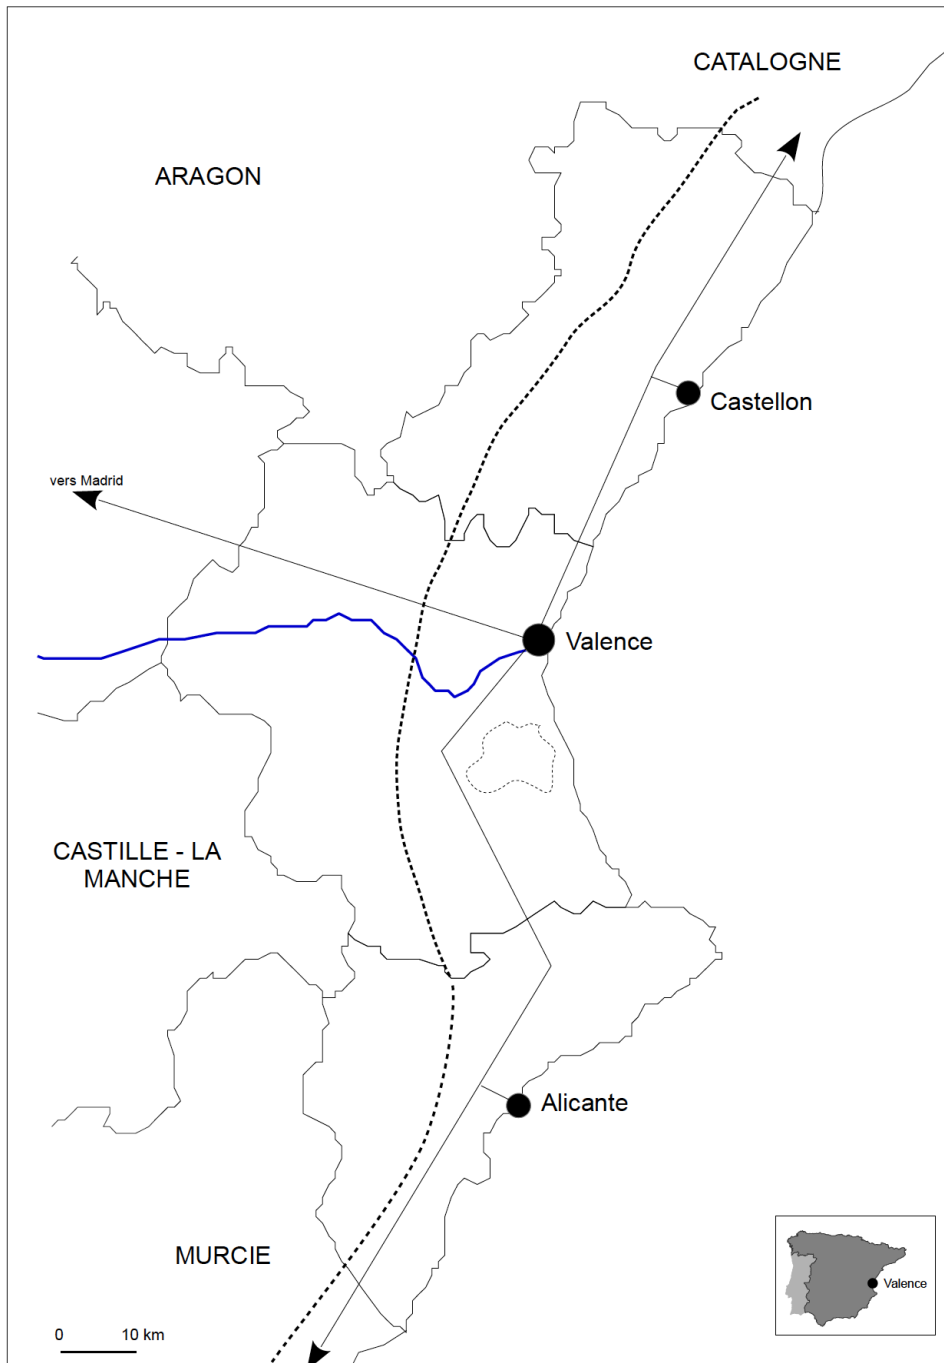 CATALOGNE
ARAGON
Castellon
vers Madrid
Valence
CASTILLE - LA
MANCHE
Alicante
MURCIE
Valence
0 10 km